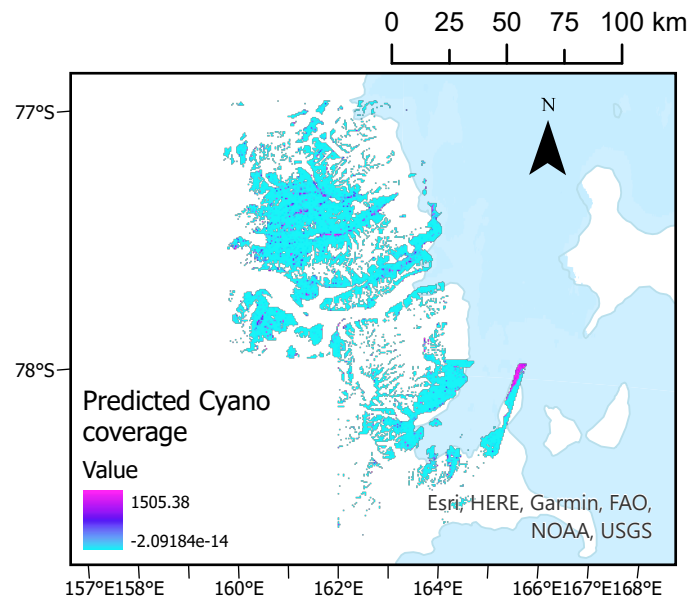 0 25 50 75 100 km
77°S
N
78°S
Predicted Cyano
coverage
Value
1505.38
-2.09184e-14
Esri, HERE, Garmin, FAO,
NOAA, USGS
157°E158°E 160°E 162°E 164°E 166°E167°E168°E